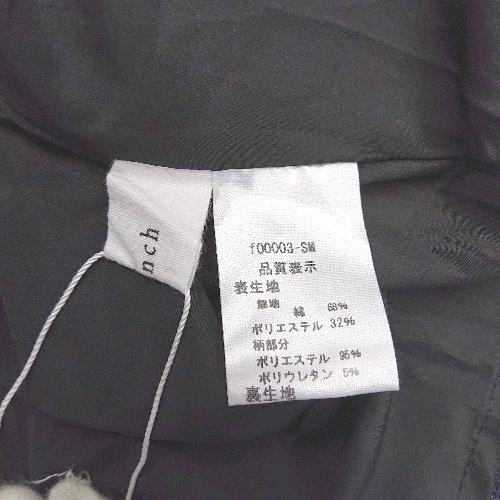 nch
f00003-SM
品質表示
表生地
無地 綿 68%
ポリエステル 32%
柄部分
ポリエステル 95%
ポリウレタン 5%
裏生地